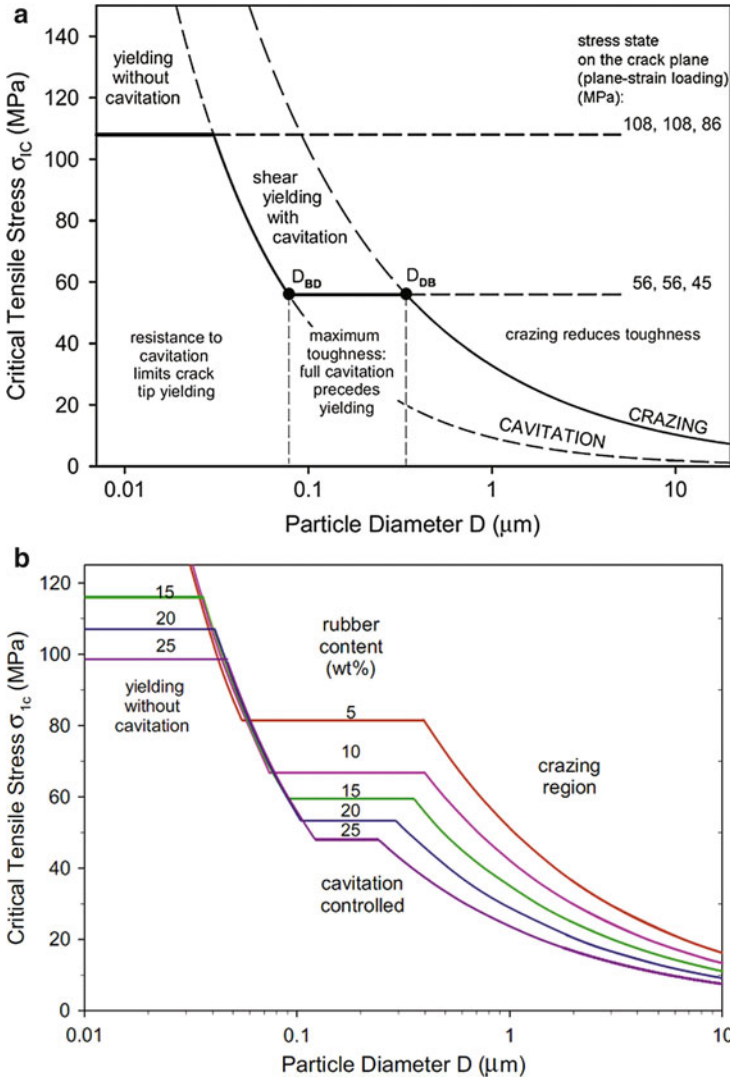 a
140
120
100
80
60
40
20
0
Critical Tensile Stress σIC (MPa)
yielding
without
cavitation
stress state
on the crack plane
(plane-strain loading)
(MPa):
108, 108, 86
shear
yielding
with
cavitation
DBD
DDB
56, 56, 45
resistance to
cavitation
limits crack
tip yielding
maximum
toughness:
full cavitation
precedes
yielding
crazing reduces toughness
CRAZING
CAVITATION
0.01
0.1
1
10
Particle Diameter D (μm)
b
120
100
80
60
40
20
0
Critical Tensile Stress σ1c (MPa)
15
20
25
yielding
without
cavitation
rubber
content
(wt%)
5
10
15
20
25
crazing
region
cavitation
controlled
0.01
0.1
1
10
Particle Diameter D (μm)